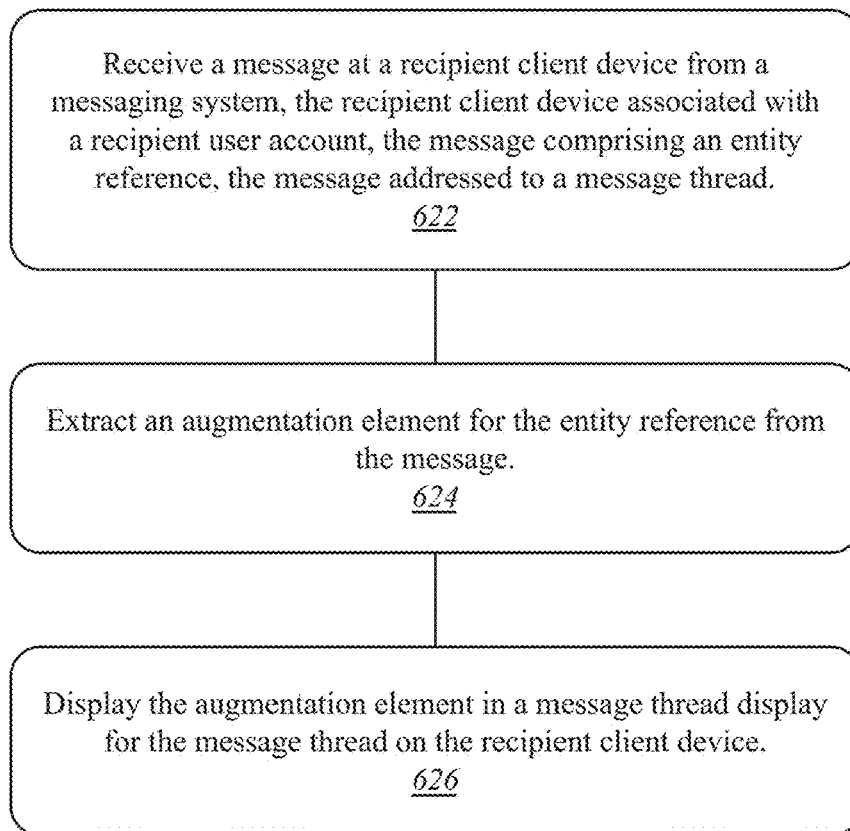 Receive a message at a recipient client device from a
messaging system, the recipient client device associated with
a recipient user account, the message comprising an entity
reference, the message addressed to a message thread.
622
Extract an augmentation element for the entity reference from
the message.
624
Display the augmentation element in a message thread display
for the message thread on the recipient client device.
626